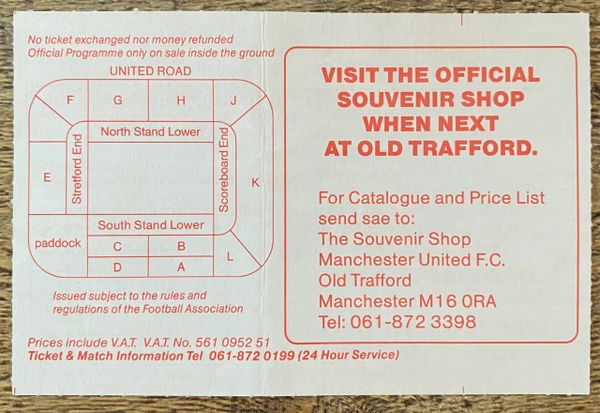 No ticket exchanged nor money refunded
Official Programme only on sale inside the ground
UNITED ROAD
F
G
H
J
North Stand Lower
E
Stretford End
Scoreboard End
K
South Stand Lower
paddock
C
B
D
A
L
Issued subject to the rules and
regulations of the Football Association
Prices include V.A.T. V.A.T. No. 561 0952 51
Ticket & Match Information Tel 061-872 0199 (24 Hour Service)
VISIT THE OFFICIAL
SOUVENIR SHOP
WHEN NEXT
AT OLD TRAFFORD.
For Catalogue and Price List
send sae to:
The Souvenir Shop
Manchester United F.C.
Old Trafford
Manchester M16 0RA
Tel: 061-872 3398